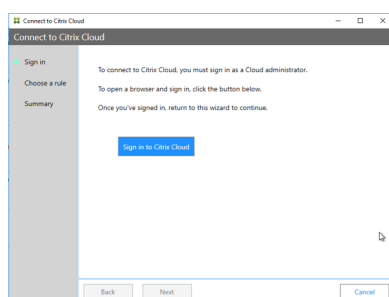 Connect to Citrix Cloud
Connect to Citrix Cloud
Sign in
Choose a rule
Summary
To connect to Citrix Cloud, you must sign in as a Cloud administrator.
To open a browser and sign in, click the button below.
Once you've signed in, return to this wizard to continue.
Sign in to Citrix Cloud
Back
Next
Cancel